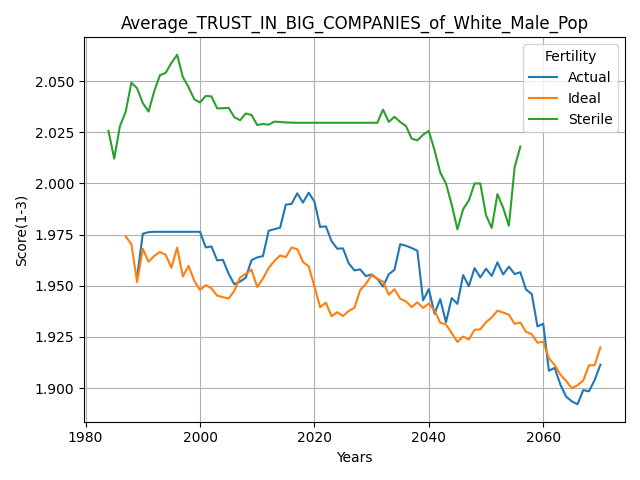 Average_TRUST_IN_BIG_COMPANIES_of_White_Male_Pop
Fertility
Actual
Ideal
Sterile
Score(1-3)
2.050
2.025
2.000
1.975
1.950
1.925
1.900
1980
2000
2020
2040
2060
Years